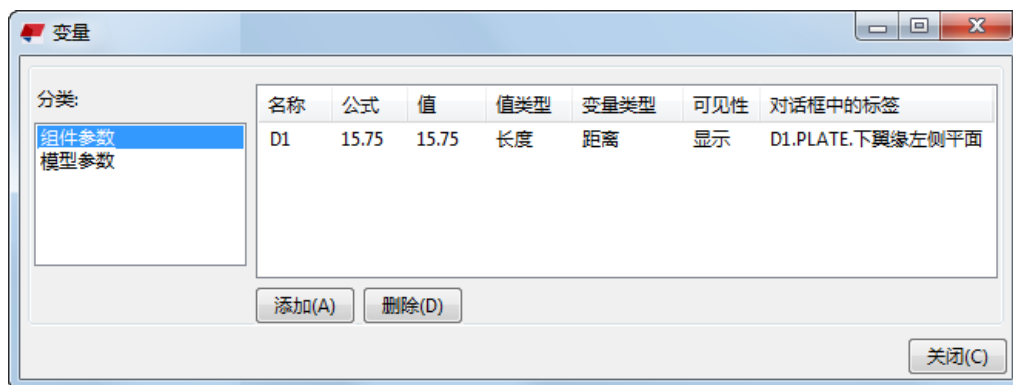 变量
分类:
组件参数
模型参数
名称 公式 值 值类型 变量类型 可见性 对话框中的标签
D1 15.75 15.75 长度 距离 显示 D1.PLATE.下翼缘左侧平面
添加(A) 删除(D)
关闭(C)